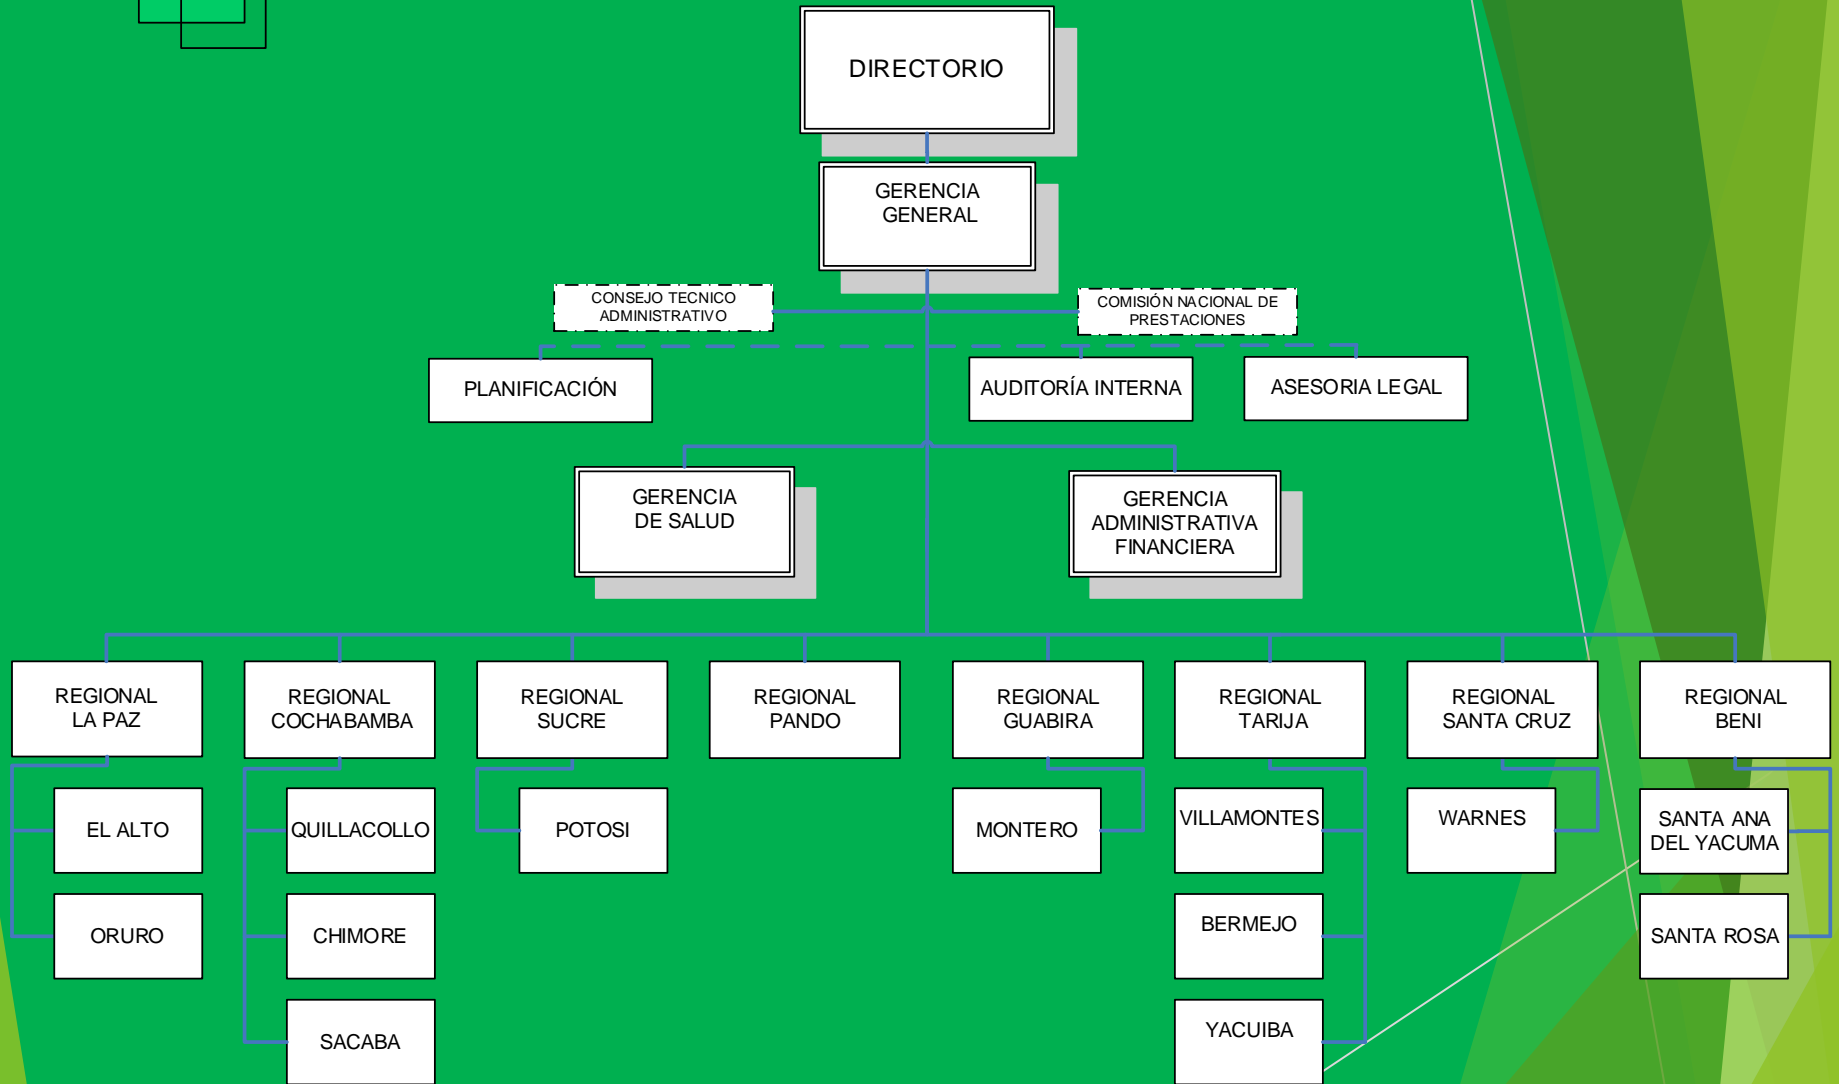 DIRECTORIO
GERENCIA
GENERAL
CONSEJO TECNICO
ADMINISTRATIVO
COMISIÓN NACIONAL DE
PRESTACIONES
PLANIFICACIÓN
AUDITORÍA INTERNA
ASESORIA LEGAL
GERENCIA
DE SALUD
GERENCIA
ADMINISTRATIVA
FINANCIERA
REGIONAL
LA PAZ
REGIONAL
COCHABAMBA
REGIONAL
SUCRE
REGIONAL
PANDO
REGIONAL
GUABIRA
REGIONAL
TARIJA
REGIONAL
SANTA CRUZ
REGIONAL
BENI
EL ALTO
QUILLACOLLO
POTOSI
MONTERO
VILLAMONTES
WARNES
SANTA ANA
DEL YACUMA
ORURO
CHIMORE
BERMEJO
SANTA ROSA
SACABA
YACUIBA